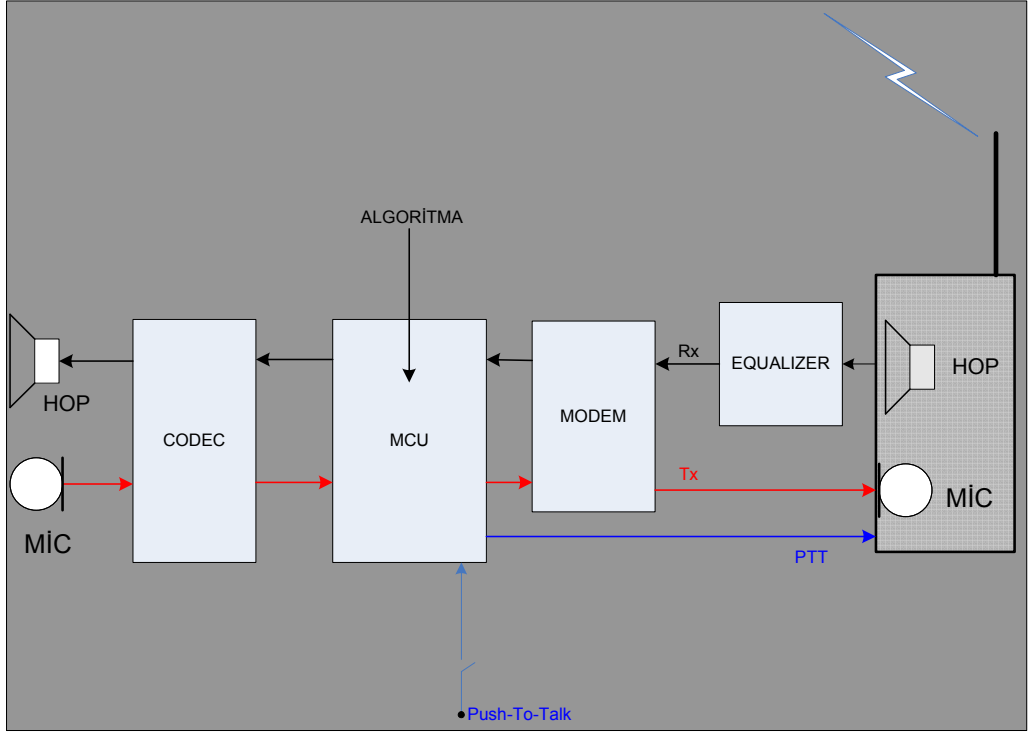 ALGORİTMA
Rx
EQUALIZER
HOP
HOP
CODEC
MCU
MODEM
Tx
MİC
MİC
PTT
Push-To-Talk